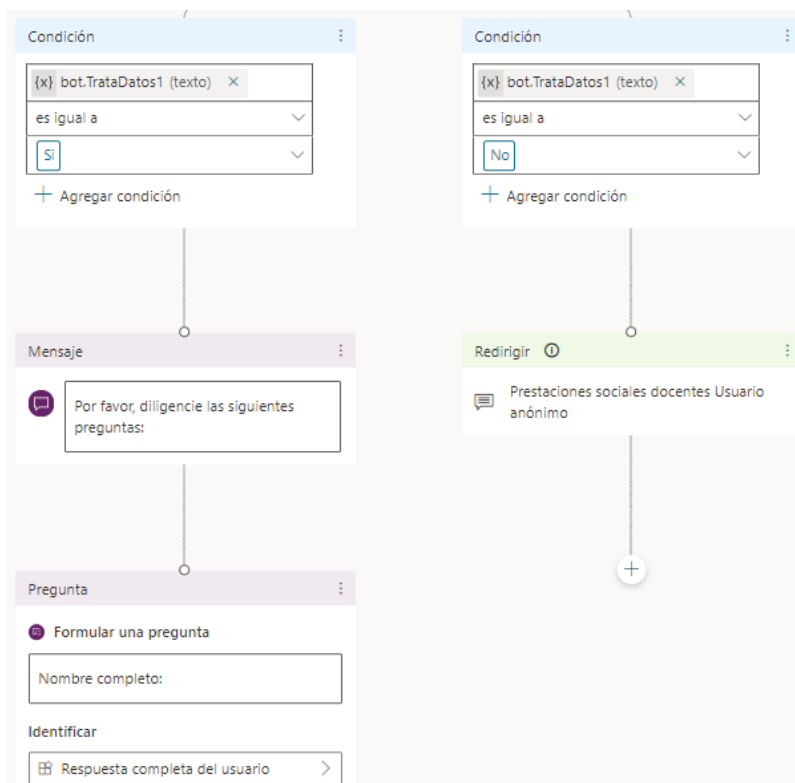 Condición
{x} bot.TrataDatos1 (texto) ×
es igual a
Si
+ Agregar condición
Mensaje
Por favor, diligencie las siguientes
preguntas:
Pregunta
Formular una pregunta
Nombre completo:
Identificar
Respuesta completa del usuario
Condición
{x} bot.TrataDatos1 (texto) ×
es igual a
No
+ Agregar condición
Redirigir
Prestaciones sociales docentes Usuario
anónimo